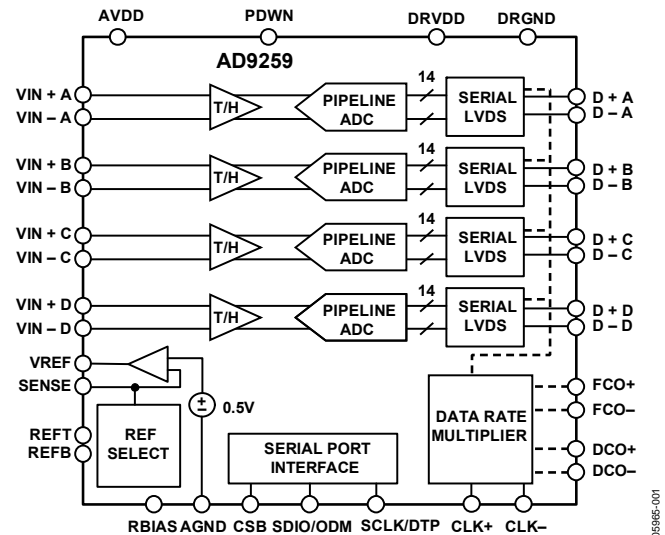 AVDD PDWN DRVDD DRGND
AD9259
VIN + A
VIN – A
T/H
PIPELINE
ADC
14
SERIAL
LVDS
D + A
D – A
VIN + B
VIN – B
T/H
PIPELINE
ADC
14
SERIAL
LVDS
D + B
D – B
VIN + C
VIN – C
T/H
PIPELINE
ADC
14
SERIAL
LVDS
D + C
D – C
VIN + D
VIN – D
T/H
PIPELINE
ADC
14
SERIAL
LVDS
D + D
D – D
VREF
SENSE
REFT
REFB
REF
SELECT
+
–
0.5V
SERIAL PORT
INTERFACE
DATA RATE
MULTIPLIER
FCO+
FCO–
DCO+
DCO–
RBIAS AGND CSB SDIO/ODM SCLK/DTP CLK+ CLK–
05965-001